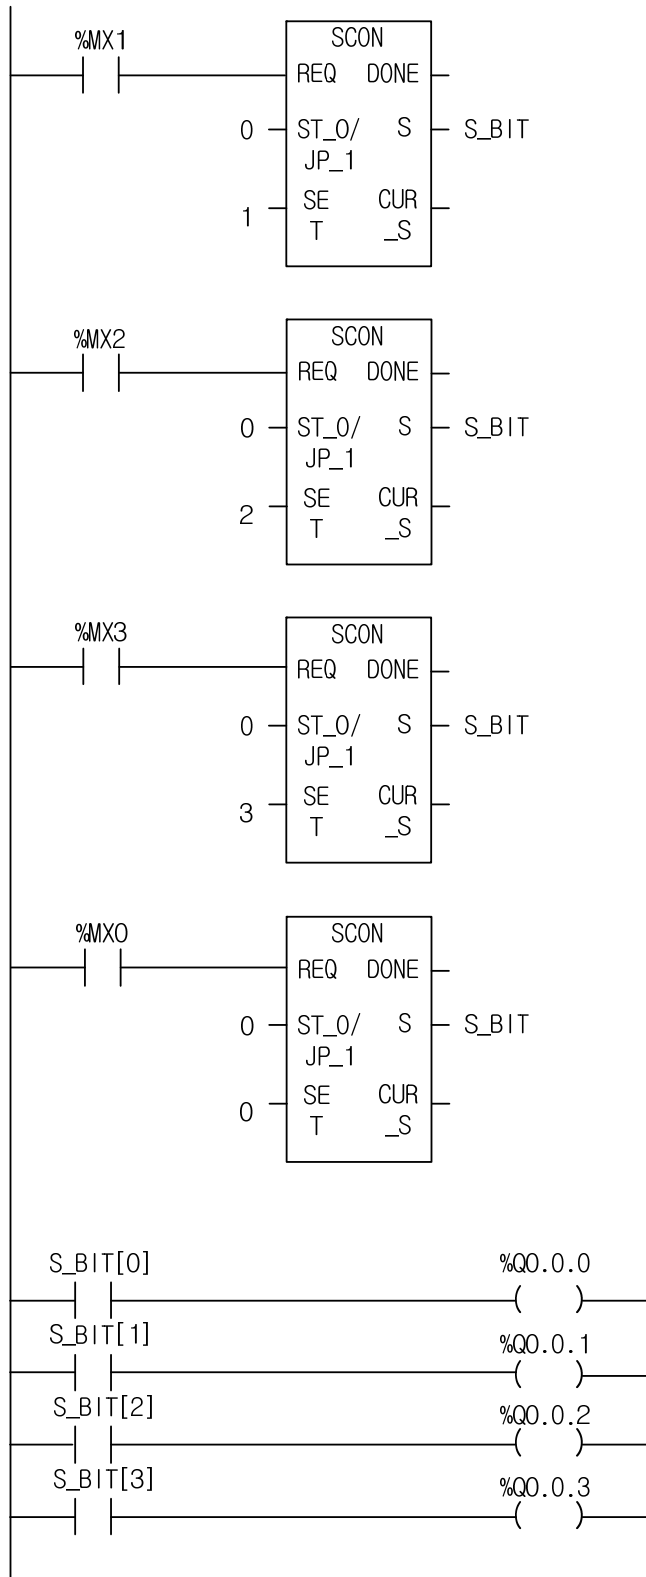 %MX1
SCON
REQ DONE
0 ST_0/ S S_BIT
JP_1
1 SE CUR
T _S
%MX2
SCON
REQ DONE
0 ST_0/ S S_BIT
JP_1
2 SE CUR
T _S
%MX3
SCON
REQ DONE
0 ST_0/ S S_BIT
JP_1
3 SE CUR
T _S
%MX0
SCON
REQ DONE
0 ST_0/ S S_BIT
JP_1
0 SE CUR
T _S
S_BIT[0] %Q0.0.0
S_BIT[1] %Q0.0.1
S_BIT[2] %Q0.0.2
S_BIT[3] %Q0.0.3